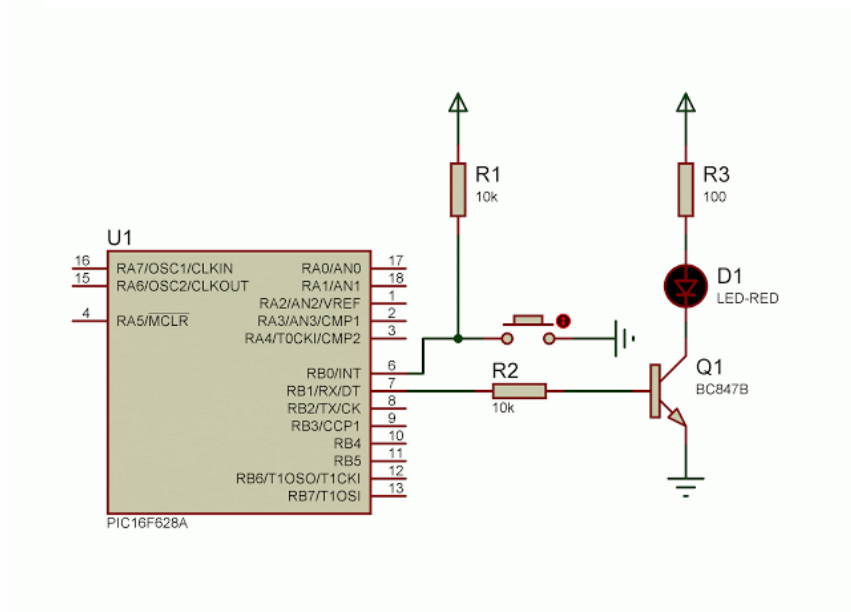 R1
10k
R3
100
U1
16 RA7/OSC1/CLKIN RA0/AN0 17
15 RA6/OSC2/CLKOUT RA1/AN1 18
RA2/AN2/VREF 1
4 RA5/MCLR RA3/AN3/CMP1 2
RA4/T0CKI/CMP2 3
D1
LED-RED
RB0/INT 6
RB1/RX/DT 7
RB2/TX/CK 8
RB3/CCP1 9
RB4 10
RB5 11
RB6/T1OSO/T1CKI 12
RB7/T1OSI 13
PIC16F628A
R2
10k
Q1
BC847B